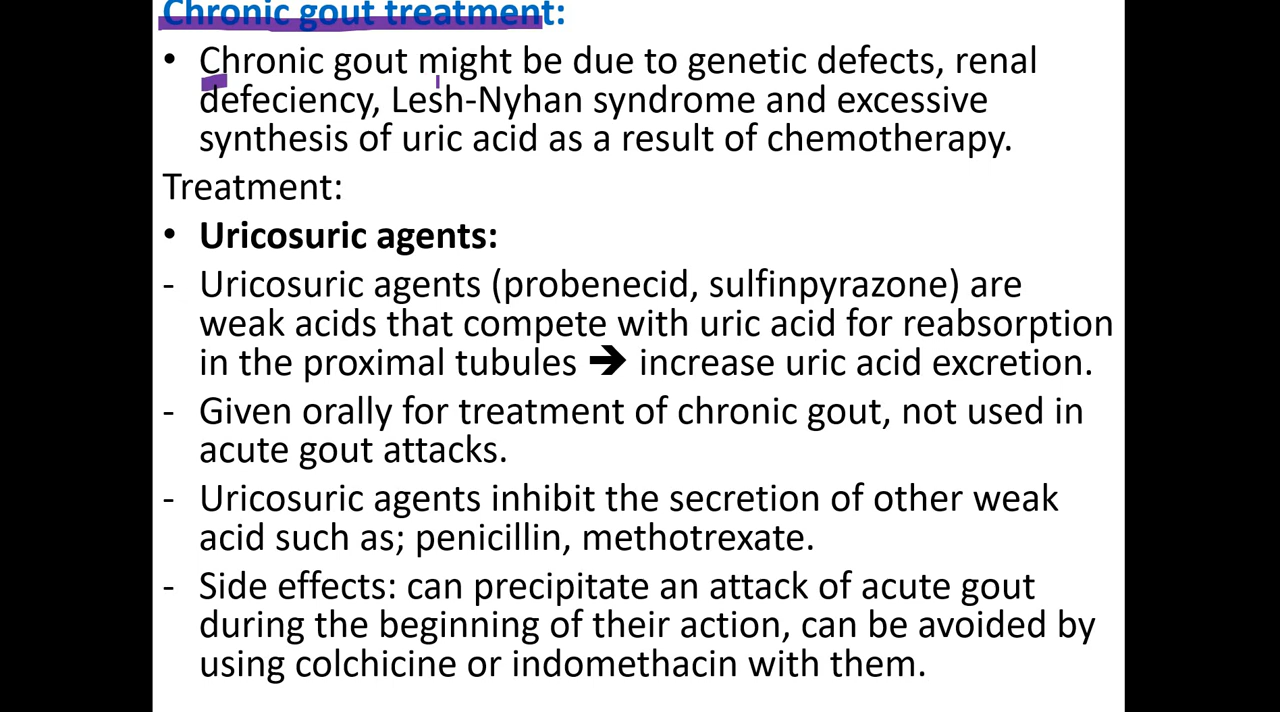 Chronic gout treatment:
• Chronic gout might be due to genetic defects, renal
defeciency, Lesh-Nyhan syndrome and excessive
synthesis of uric acid as a result of chemotherapy.
Treatment:
• Uricosuric agents:
- Uricosuric agents (probenecid, sulfinpyrazone) are
weak acids that compete with uric acid for reabsorption
in the proximal tubules ➔ increase uric acid excretion.
- Given orally for treatment of chronic gout, not used in
acute gout attacks.
- Uricosuric agents inhibit the secretion of other weak
acid such as; penicillin, methotrexate.
- Side effects: can precipitate an attack of acute gout
during the beginning of their action, can be avoided by
using colchicine or indomethacin with them.